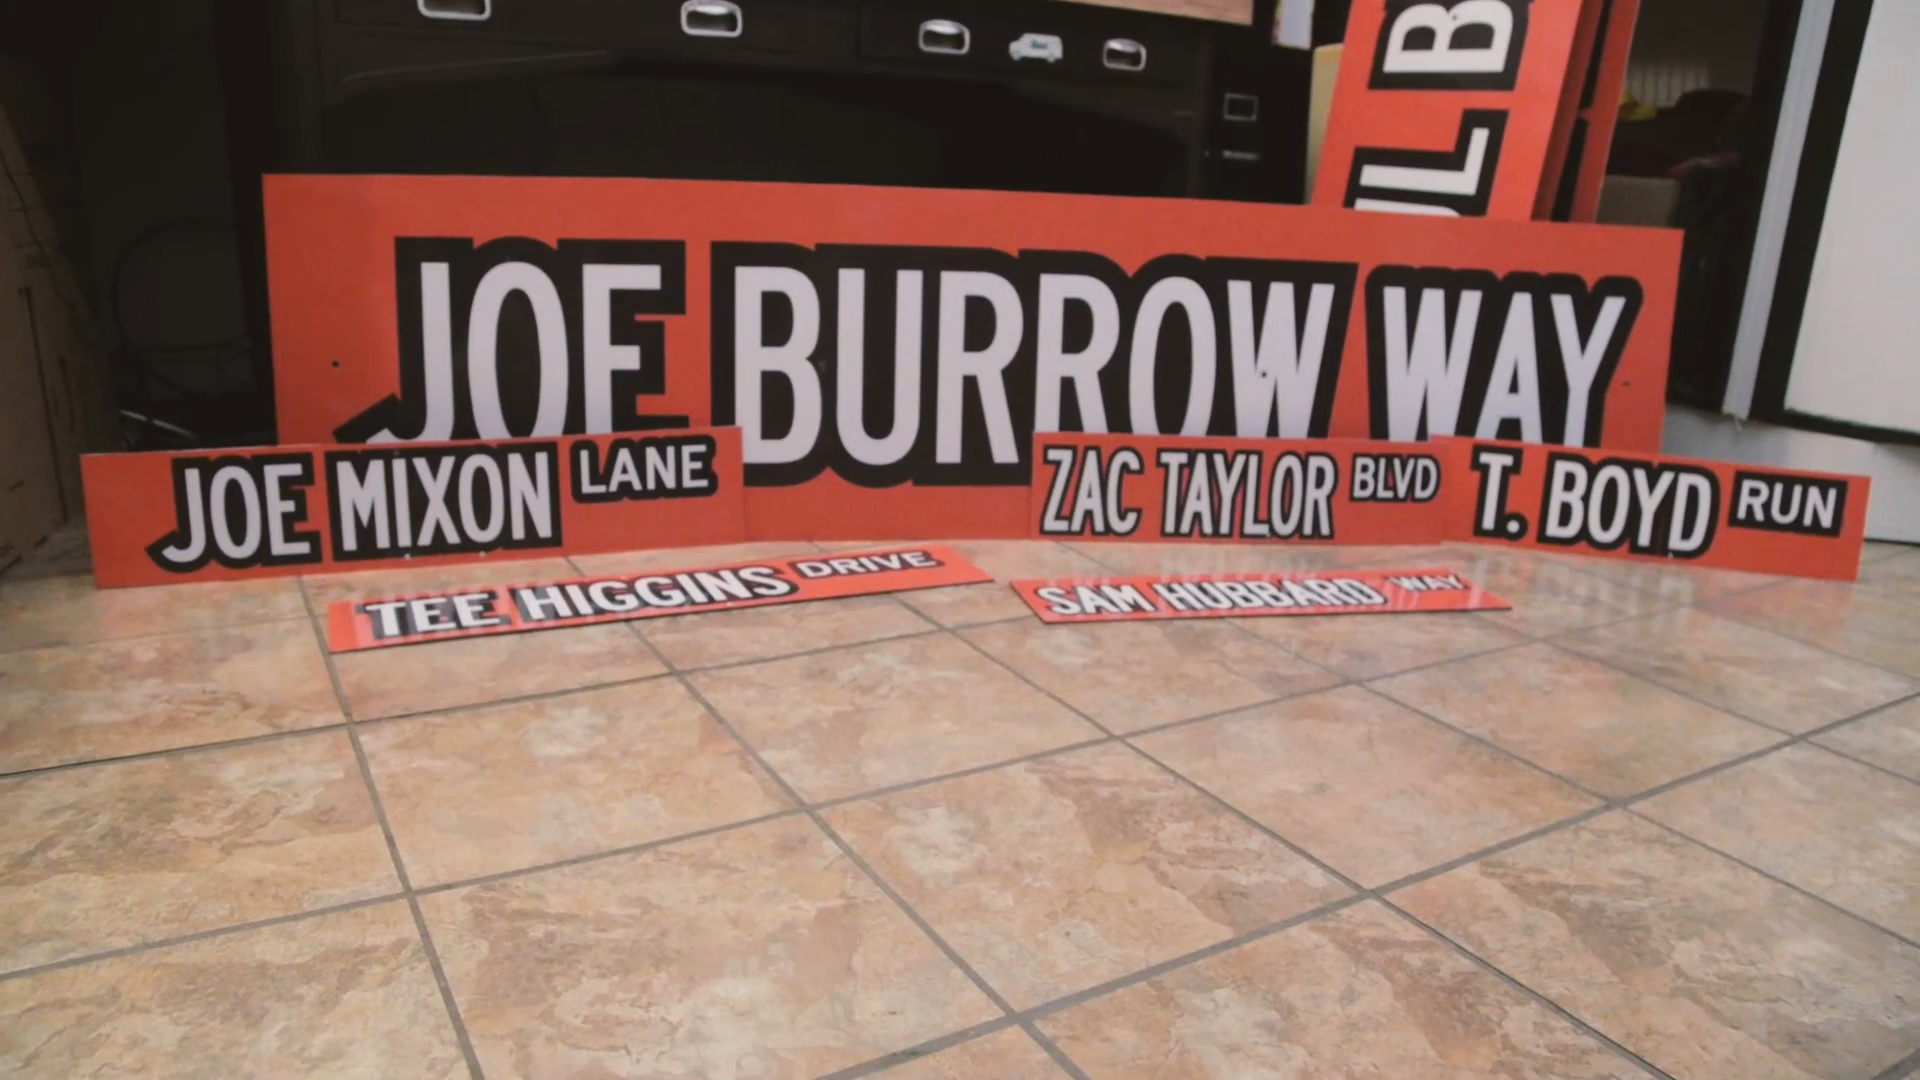 JOE BURROW WAY
JOE MIXON LANE
ZAC TAYLOR BLVD
T. BOYD RUN
TEE HIGGINS DRIVE
SAM HUBBARD WAY